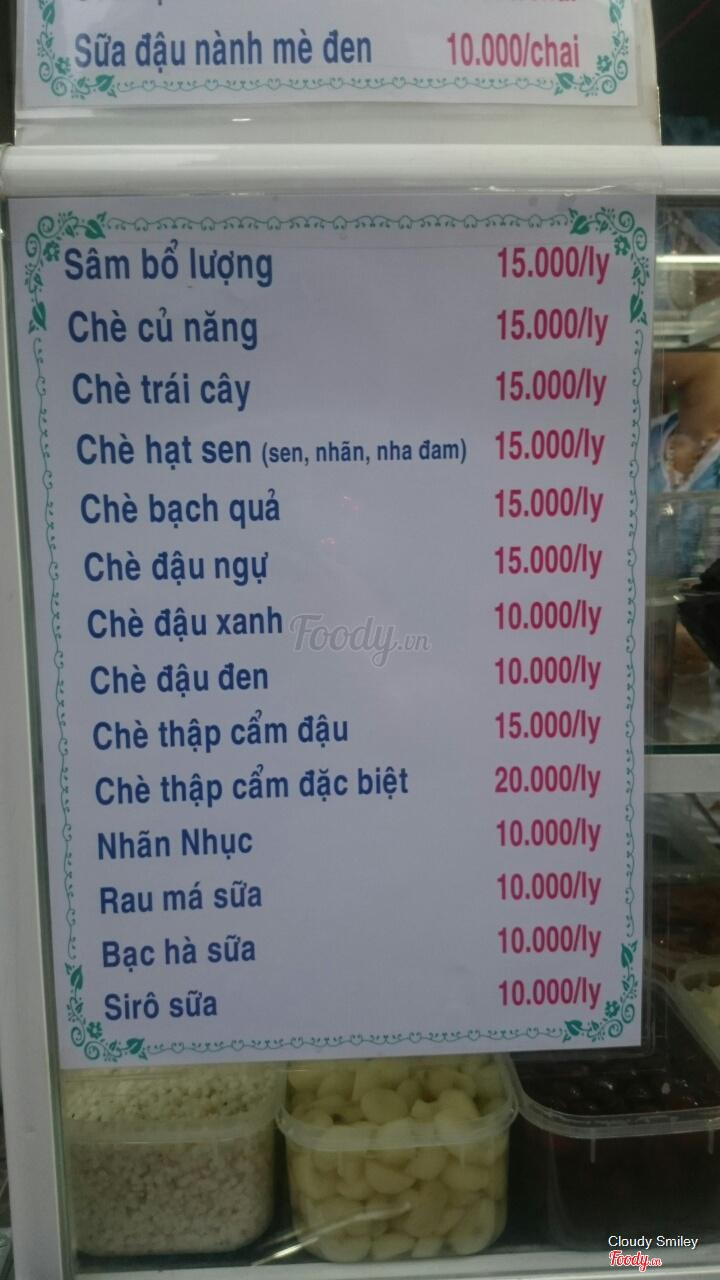 Sữa đậu nành mè đen 10.000/chai
Sâm bổ lượng 15.000/ly
Chè củ năng 15.000/ly
Chè trái cây 15.000/ly
Chè hạt sen (sen, nhãn, nha đam) 15.000/ly
Chè bạch quả 15.000/ly
Chè đậu ngự 15.000/ly
Chè đậu xanh 10.000/ly
Foody.vn
Chè đậu đen 10.000/ly
Chè thập cẩm đậu 15.000/ly
Chè thập cẩm đặc biệt 20.000/ly
Nhãn Nhục 10.000/ly
Rau má sữa 10.000/ly
Bạc hà sữa 10.000/ly
Sirô sữa 10.000/ly
Cloudy Smiley
Foody.vn